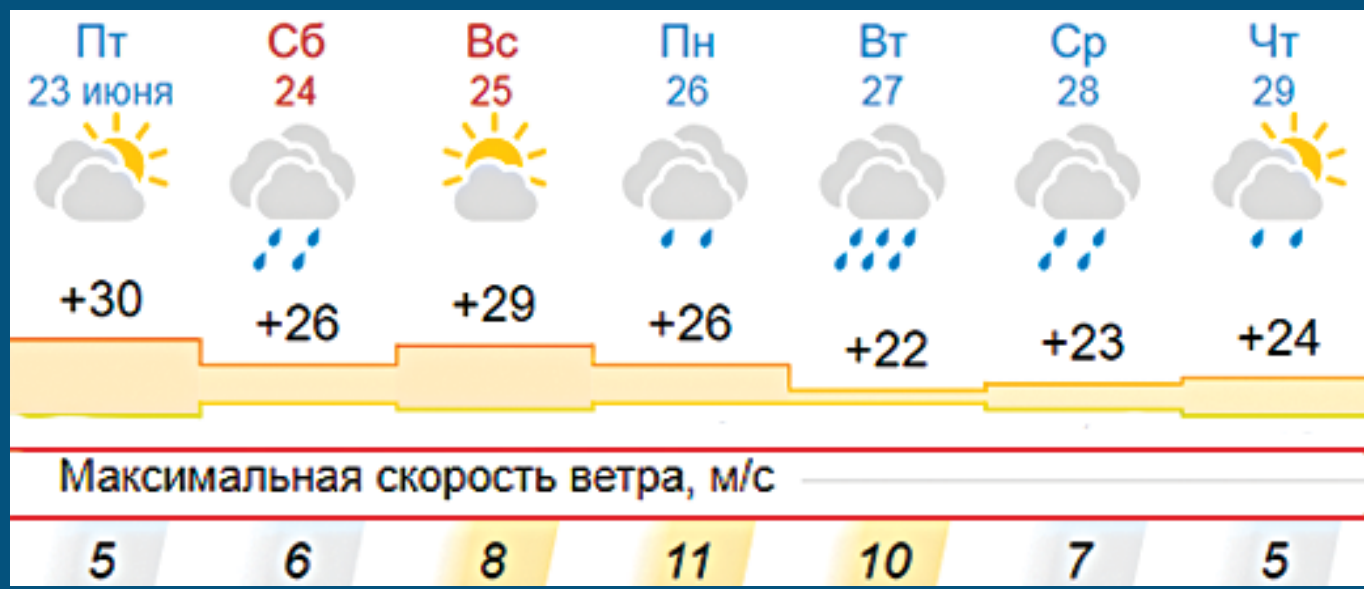 Пт Сб Вс Пн Вт Ср Чт
23 июня 24 25 26 27 28 29
+30 +26 +29 +26 +22 +23 +24
Максимальная скорость ветра, м/с
5 6 8 11 10 7 5